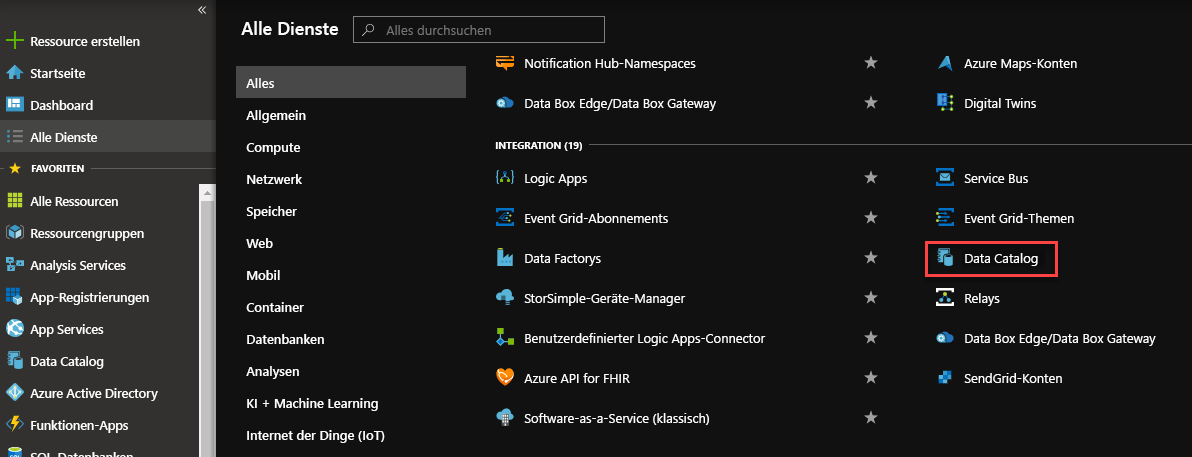 «
Ressource erstellen
Startseite
Dashboard
Alle Dienste
FAVORITEN
Alle Ressourcen
Ressourcengruppen
Analysis Services
App-Registrierungen
App Services
Data Catalog
Azure Active Directory
Funktionen-Apps
SQL-Datenbanken
Alle Dienste
Alles durchsuchen
Alles
Allgemein
Compute
Netzwerk
Speicher
Web
Mobil
Container
Datenbanken
Analysen
KI + Machine Learning
Internet der Dinge (IoT)
Notification Hub-Namespaces
Azure Maps-Konten
Data Box Edge/Data Box Gateway
Digital Twins
INTEGRATION (19)
Logic Apps
Service Bus
Event Grid-Abonnements
Event Grid-Themen
Data Factorys
Data Catalog
StorSimple-Geräte-Manager
Relays
Benutzerdefinierter Logic Apps-Connector
Data Box Edge/Data Box Gateway
Azure API for FHIR
SendGrid-Konten
Software-as-a-Service (klassisch)